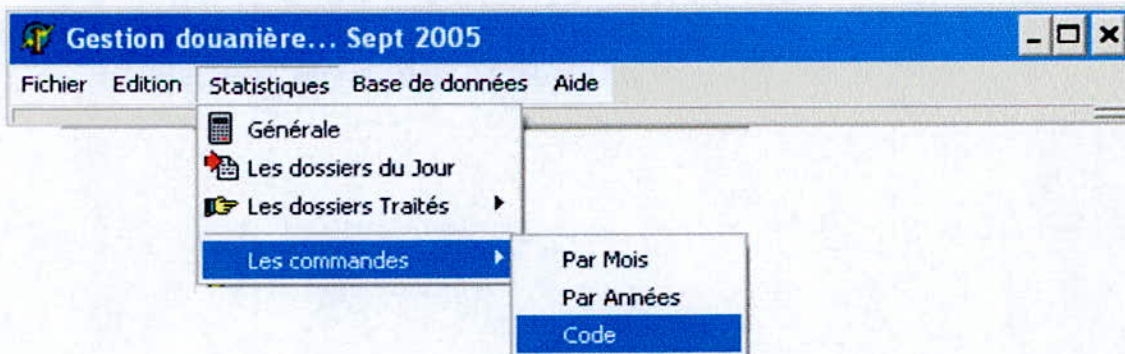 Gestion douanière... Sept 2005
Fichier Edition Statistiques Base de données Aide
Générale
Les dossiers du Jour
Les dossiers Traités
Les commandes
Par Mois
Par Années
Code